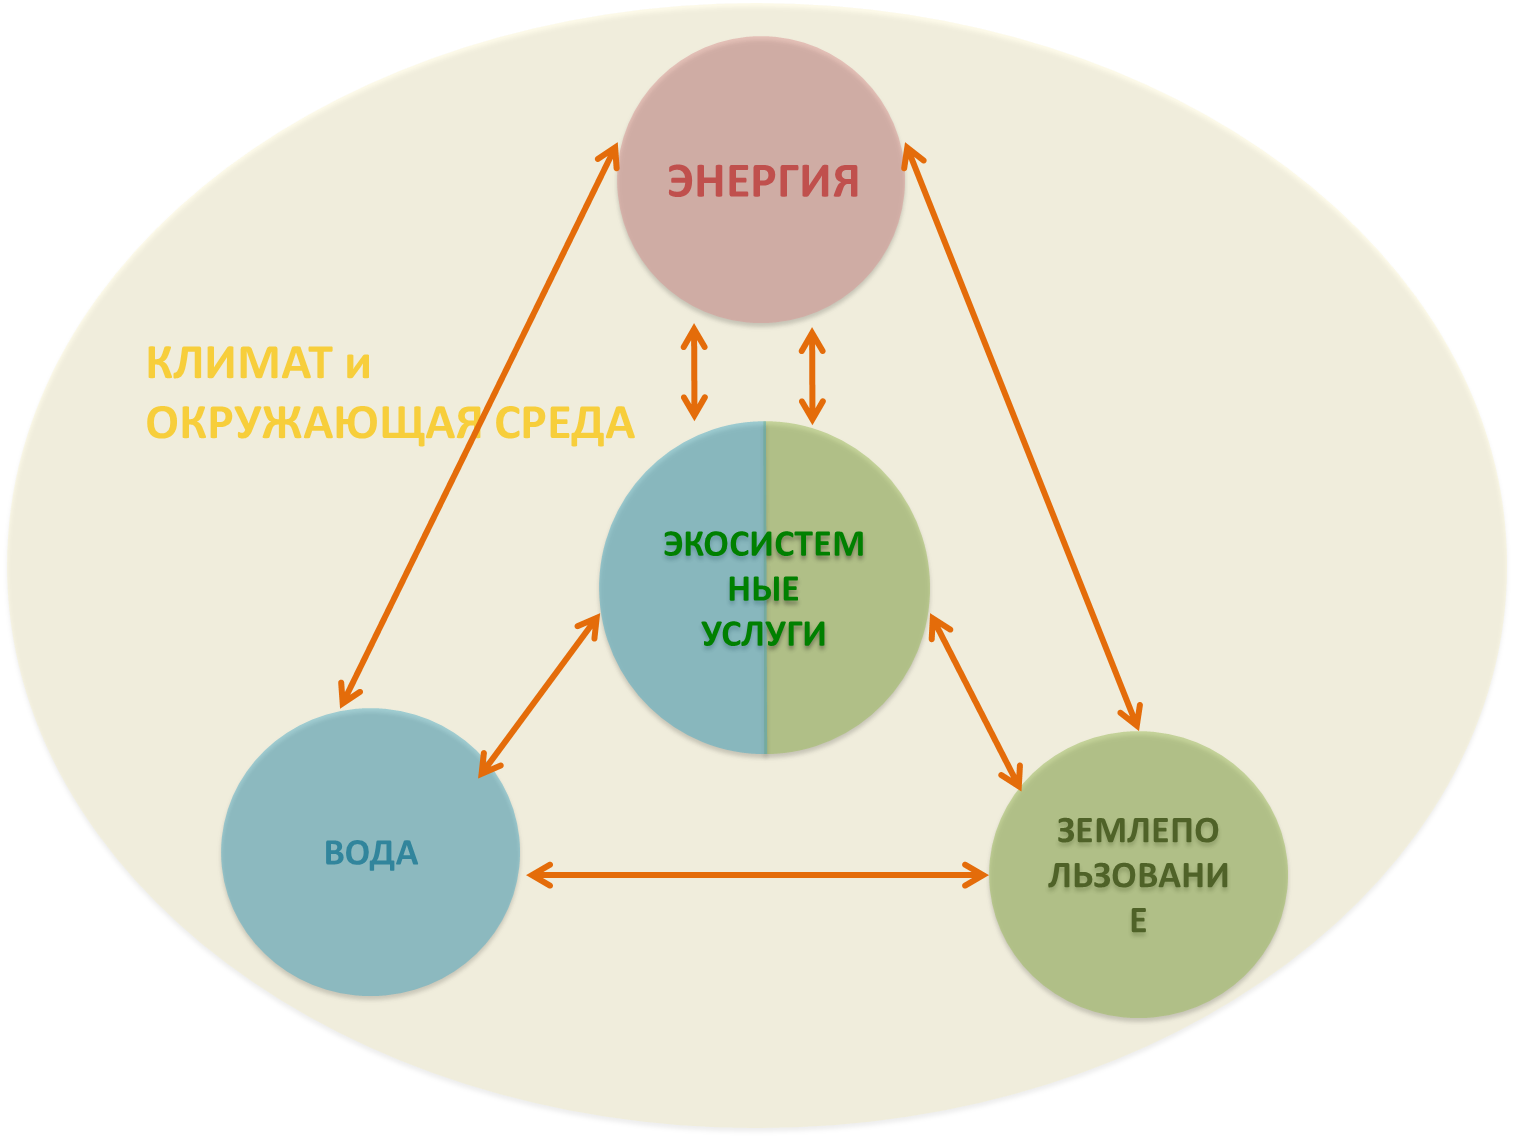 ЭНЕРГИЯ
КЛИМАТ и
ОКРУЖАЮЩАЯ СРЕДА
ЭКОСИСТЕМ
НЫЕ
УСЛУГИ
ВОДА
ЗЕМЛЕПО
ЛЬЗОВАНИ
Е